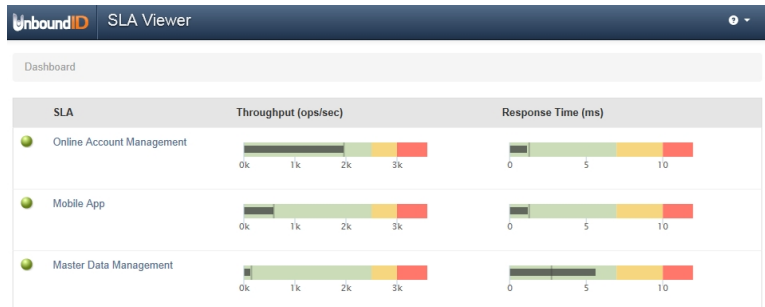 UnboundID SLA Viewer
Dashboard
SLA Throughput (ops/sec) Response Time (ms)
Online Account Management
0k 1k 2k 3k 0 5 10
Mobile App
0k 1k 2k 3k 0 5 10
Master Data Management
0k 1k 2k 3k 0 5 10